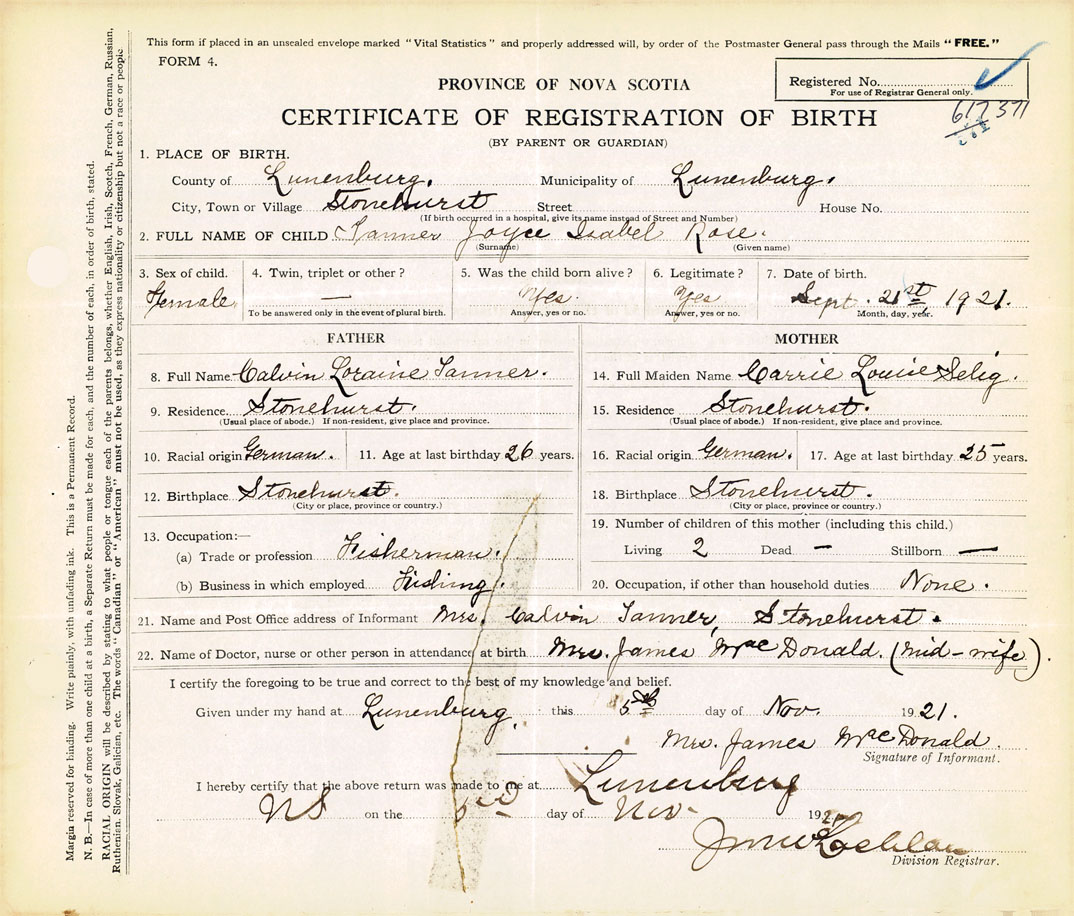 This form if placed in an unsealed envelope marked "Vital Statistics" and properly addressed will, by order of the Postmaster General pass through the Mails "FREE."
FORM 4.
Registered No.
For use of Registrar General only.
617371
PROVINCE OF NOVA SCOTIA
CERTIFICATE OF REGISTRATION OF BIRTH
(BY PARENT OR GUARDIAN)
1. PLACE OF BIRTH.
County of Lunenburg. Municipality of Lunenburg.
City, Town or Village Stonehurst Street House No.
(If birth occurred in a hospital, give its name instead of Street and Number)
2. FULL NAME OF CHILD Tanner Joyce Isabel Rose.
(Surname) (Given name)
3. Sex of child. 4. Twin, triplet or other? 5. Was the child born alive? 6. Legitimate? 7. Date of birth.
Female — Yes. Yes Sept. 21st 1921.
To be answered only in the event of plural birth. Answer, yes or no. Answer, yes or no. Month, day, year.
FATHER MOTHER
8. Full Name Calvin Loraine Tanner. 14. Full Maiden Name Carrie Louise Selig.
9. Residence Stonehurst. 15. Residence Stonehurst.
(Usual place of abode.) If non-resident, give place and province. (Usual place of abode.) If non-resident, give place and province.
10. Racial origin German. 11. Age at last birthday 26 years. 16. Racial origin German. 17. Age at last birthday 25 years.
12. Birthplace Stonehurst. 18. Birthplace Stonehurst.
(City or place, province or country.) (City or place, province or country.)
13. Occupation:— 19. Number of children of this mother (including this child.)
(a) Trade or profession Fisherman. Living 2 Dead — Stillborn —
(b) Business in which employed Fishing. 20. Occupation, if other than household duties None.
21. Name and Post Office address of Informant Mrs. Calvin Tanner, Stonehurst.
22. Name of Doctor, nurse or other person in attendance at birth Mrs. James MacDonald. (Mid-wife).
I certify the foregoing to be true and correct to the best of my knowledge and belief.
Given under my hand at Lunenburg, this 5th day of Nov. 1921.
Mrs. James MacDonald.
Signature of Informant.
I hereby certify that the above return was made to me at Lunenburg
NS on the day of Nov. 1921
Division Registrar.
Margin reserved for binding. Write plainly, with unfading ink. This is a Permanent Record.
N. B.—In case of more than one child at a birth, a Separate Return must be made for each, and the number of each, in order of birth, stated.
RACIAL ORIGIN will be described by stating to what people or tongue each of the parents belongs, whether English, Irish, Scotch, French, German, Russian,
Ruthenian, Slovak, Galician, etc. The words "Canadian" or "American" must not be used, as they express nationality or citizenship but not a race or people